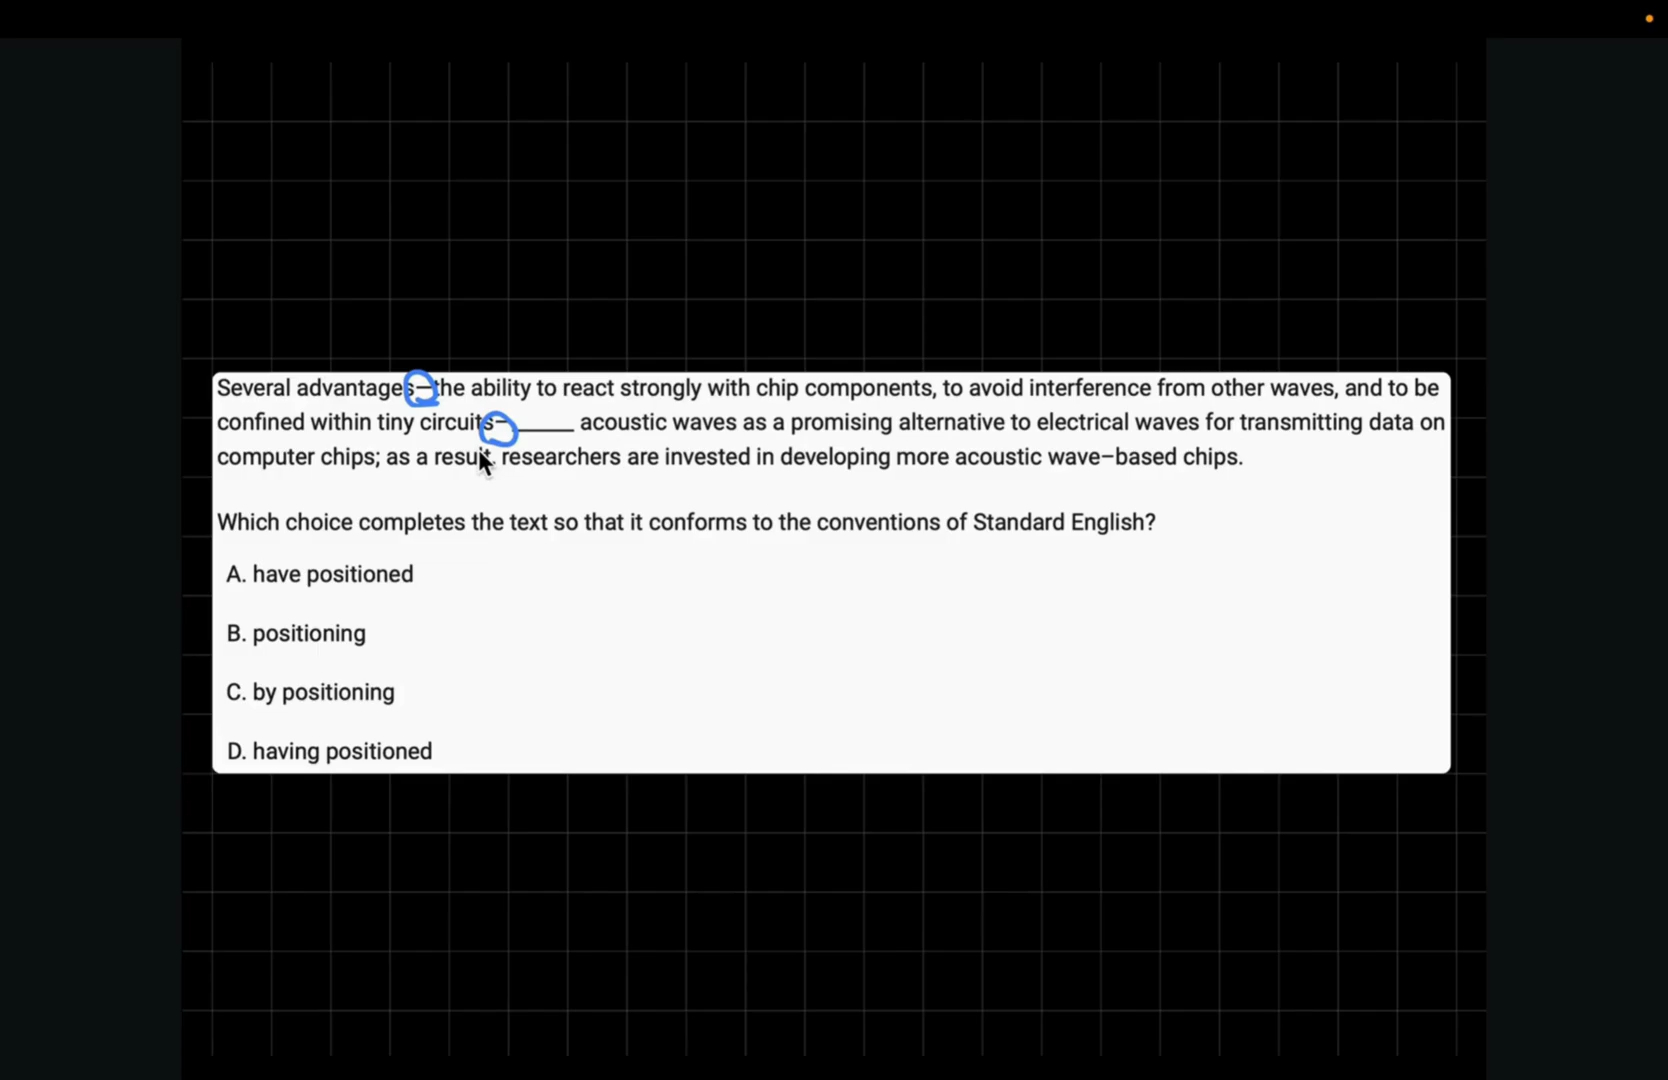 Several advantages—the ability to react strongly with chip components, to avoid interference from other waves, and to be
confined within tiny circuits–______ acoustic waves as a promising alternative to electrical waves for transmitting data on
computer chips; as a result, researchers are invested in developing more acoustic wave–based chips.
Which choice completes the text so that it conforms to the conventions of Standard English?
A. have positioned
B. positioning
C. by positioning
D. having positioned